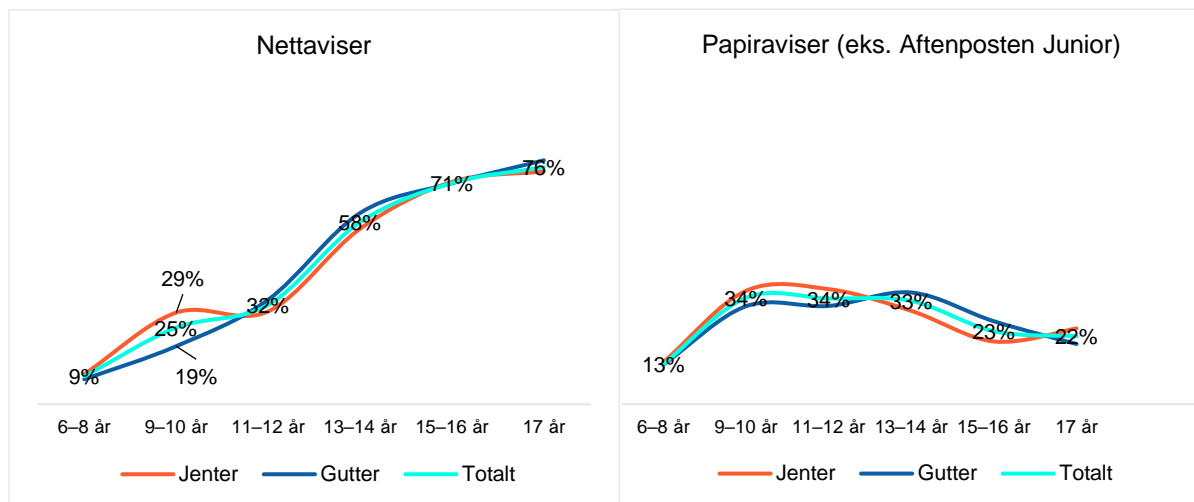 Nettaviser
76%
71%
58%
29%
32%
25%
9%
19%
6–8 år 9–10 år 11–12 år 13–14 år 15–16 år 17 år
Jenter Gutter Totalt
Papiraviser (eks. Aftenposten Junior)
34% 34% 33%
23% 22%
13%
6–8 år 9–10 år 11–12 år 13–14 år 15–16 år 17 år
Jenter Gutter Totalt